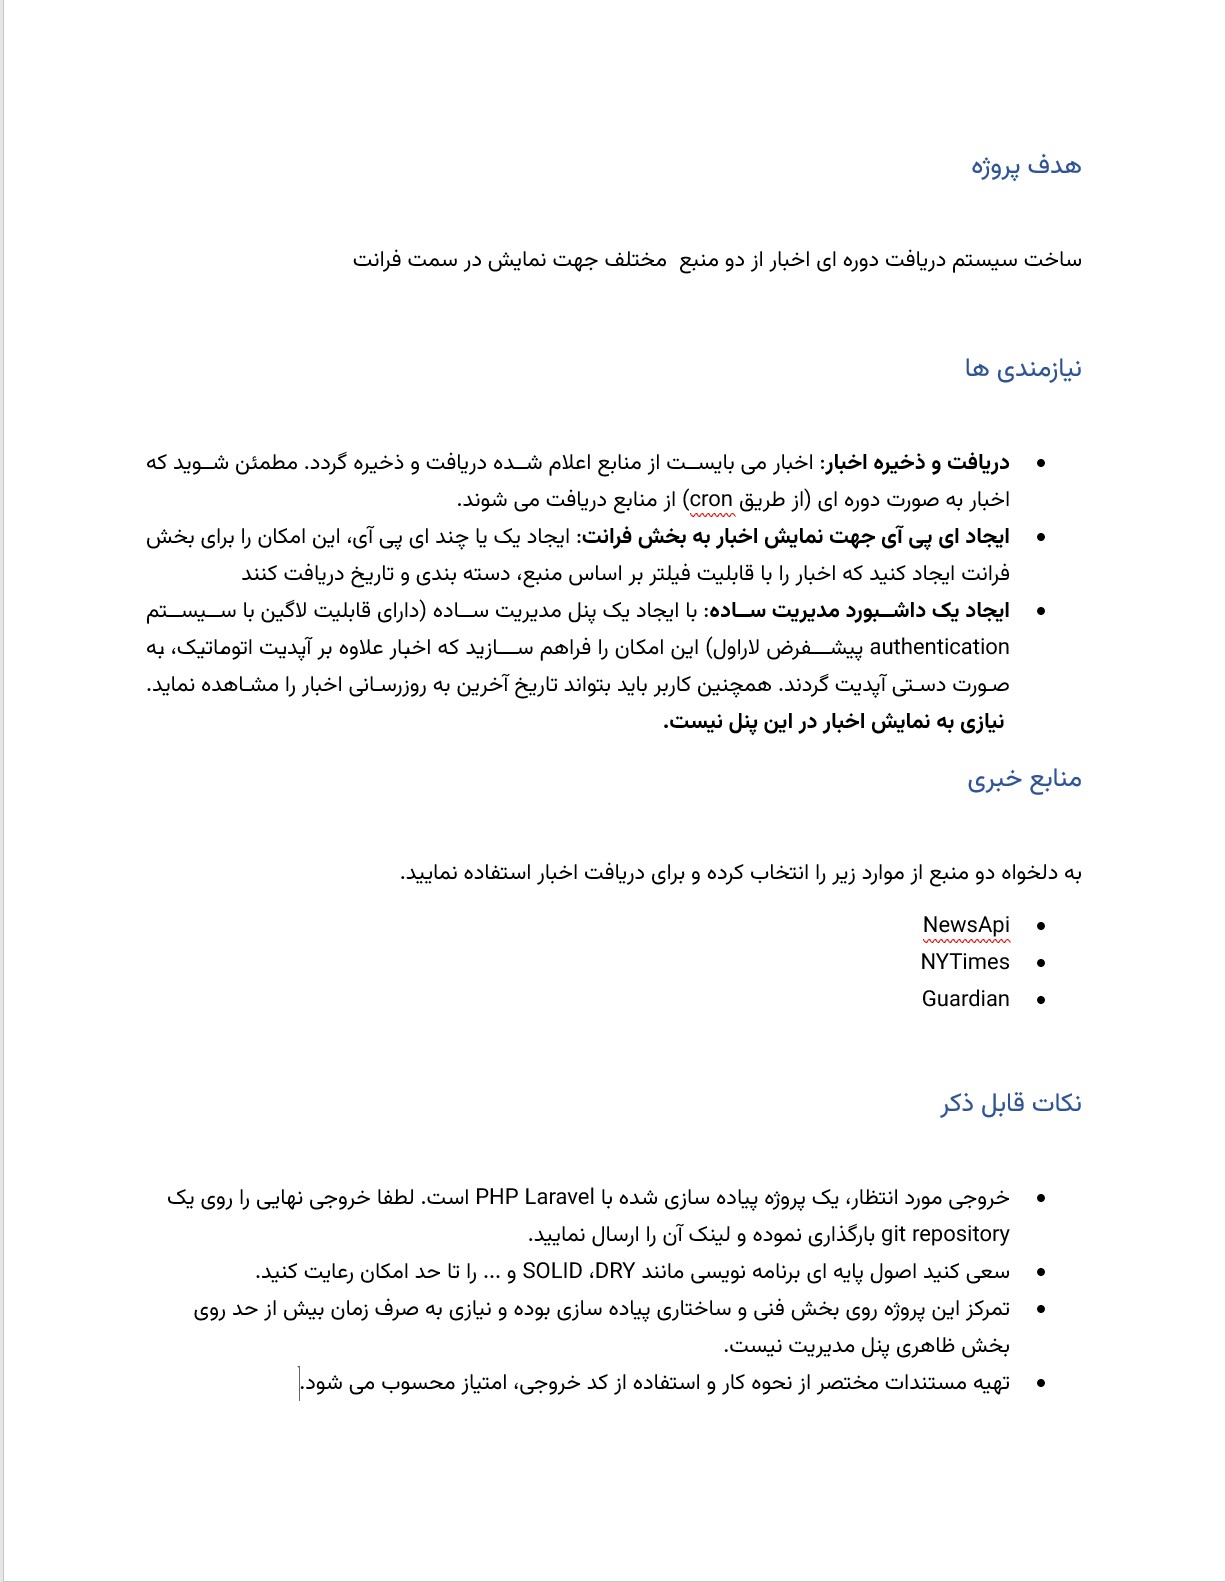 هدف پروژه
ساخت سیستم دریافت دوره ای اخبار از دو منبع  مختلف جهت نمایش در سمت فرانت
نیازمندی ها
• دریافت و ذخیره اخبار: اخبار می بایست از منابع اعلام شده دریافت و ذخیره گردد. مطمئن شوید که
اخبار به صورت دوره ای (از طریق cron) از منابع دریافت می شوند.
• ایجاد ای پی آی جهت نمایش اخبار به بخش فرانت: ایجاد یک یا چند ای پی آی، این امکان را برای بخش
فرانت ایجاد کنید که اخبار را با قابلیت فیلتر بر اساس منبع، دسته بندی و تاریخ دریافت کنند
• ایجاد یک داشبورد مدیریت ساده: با ایجاد یک پنل مدیریت ساده (دارای قابلیت لاگین با سیستم
authentication پیشفرض لاراول) این امکان را فراهم سازید که اخبار علاوه بر آپدیت اتوماتیک، به
صورت دستی آپدیت گردند. همچنین کاربر باید بتواند تاریخ آخرین به روزرسانی اخبار را مشاهده نماید.
نیازی به نمایش اخبار در این پنل نیست.
منابع خبری
به دلخواه دو منبع از موارد زیر را انتخاب کرده و برای دریافت اخبار استفاده نمایید.
• NewsApi
• NYTimes
• Guardian
نکات قابل ذکر
• خروجی مورد انتظار، یک پروژه پیاده سازی شده با PHP Laravel است. لطفا خروجی نهایی را روی یک
git repository بارگذاری نموده و لینک آن را ارسال نمایید.
• سعی کنید اصول پایه ای برنامه نویسی مانند SOLID ،DRY و ... را تا حد امکان رعایت کنید.
• تمرکز این پروژه روی بخش فنی و ساختاری پیاده سازی بوده و نیازی به صرف زمان بیش از حد روی
بخش ظاهری پنل مدیریت نیست.
• تهیه مستندات مختصر از نحوه کار و استفاده از کد خروجی، امتیاز محسوب می شود.